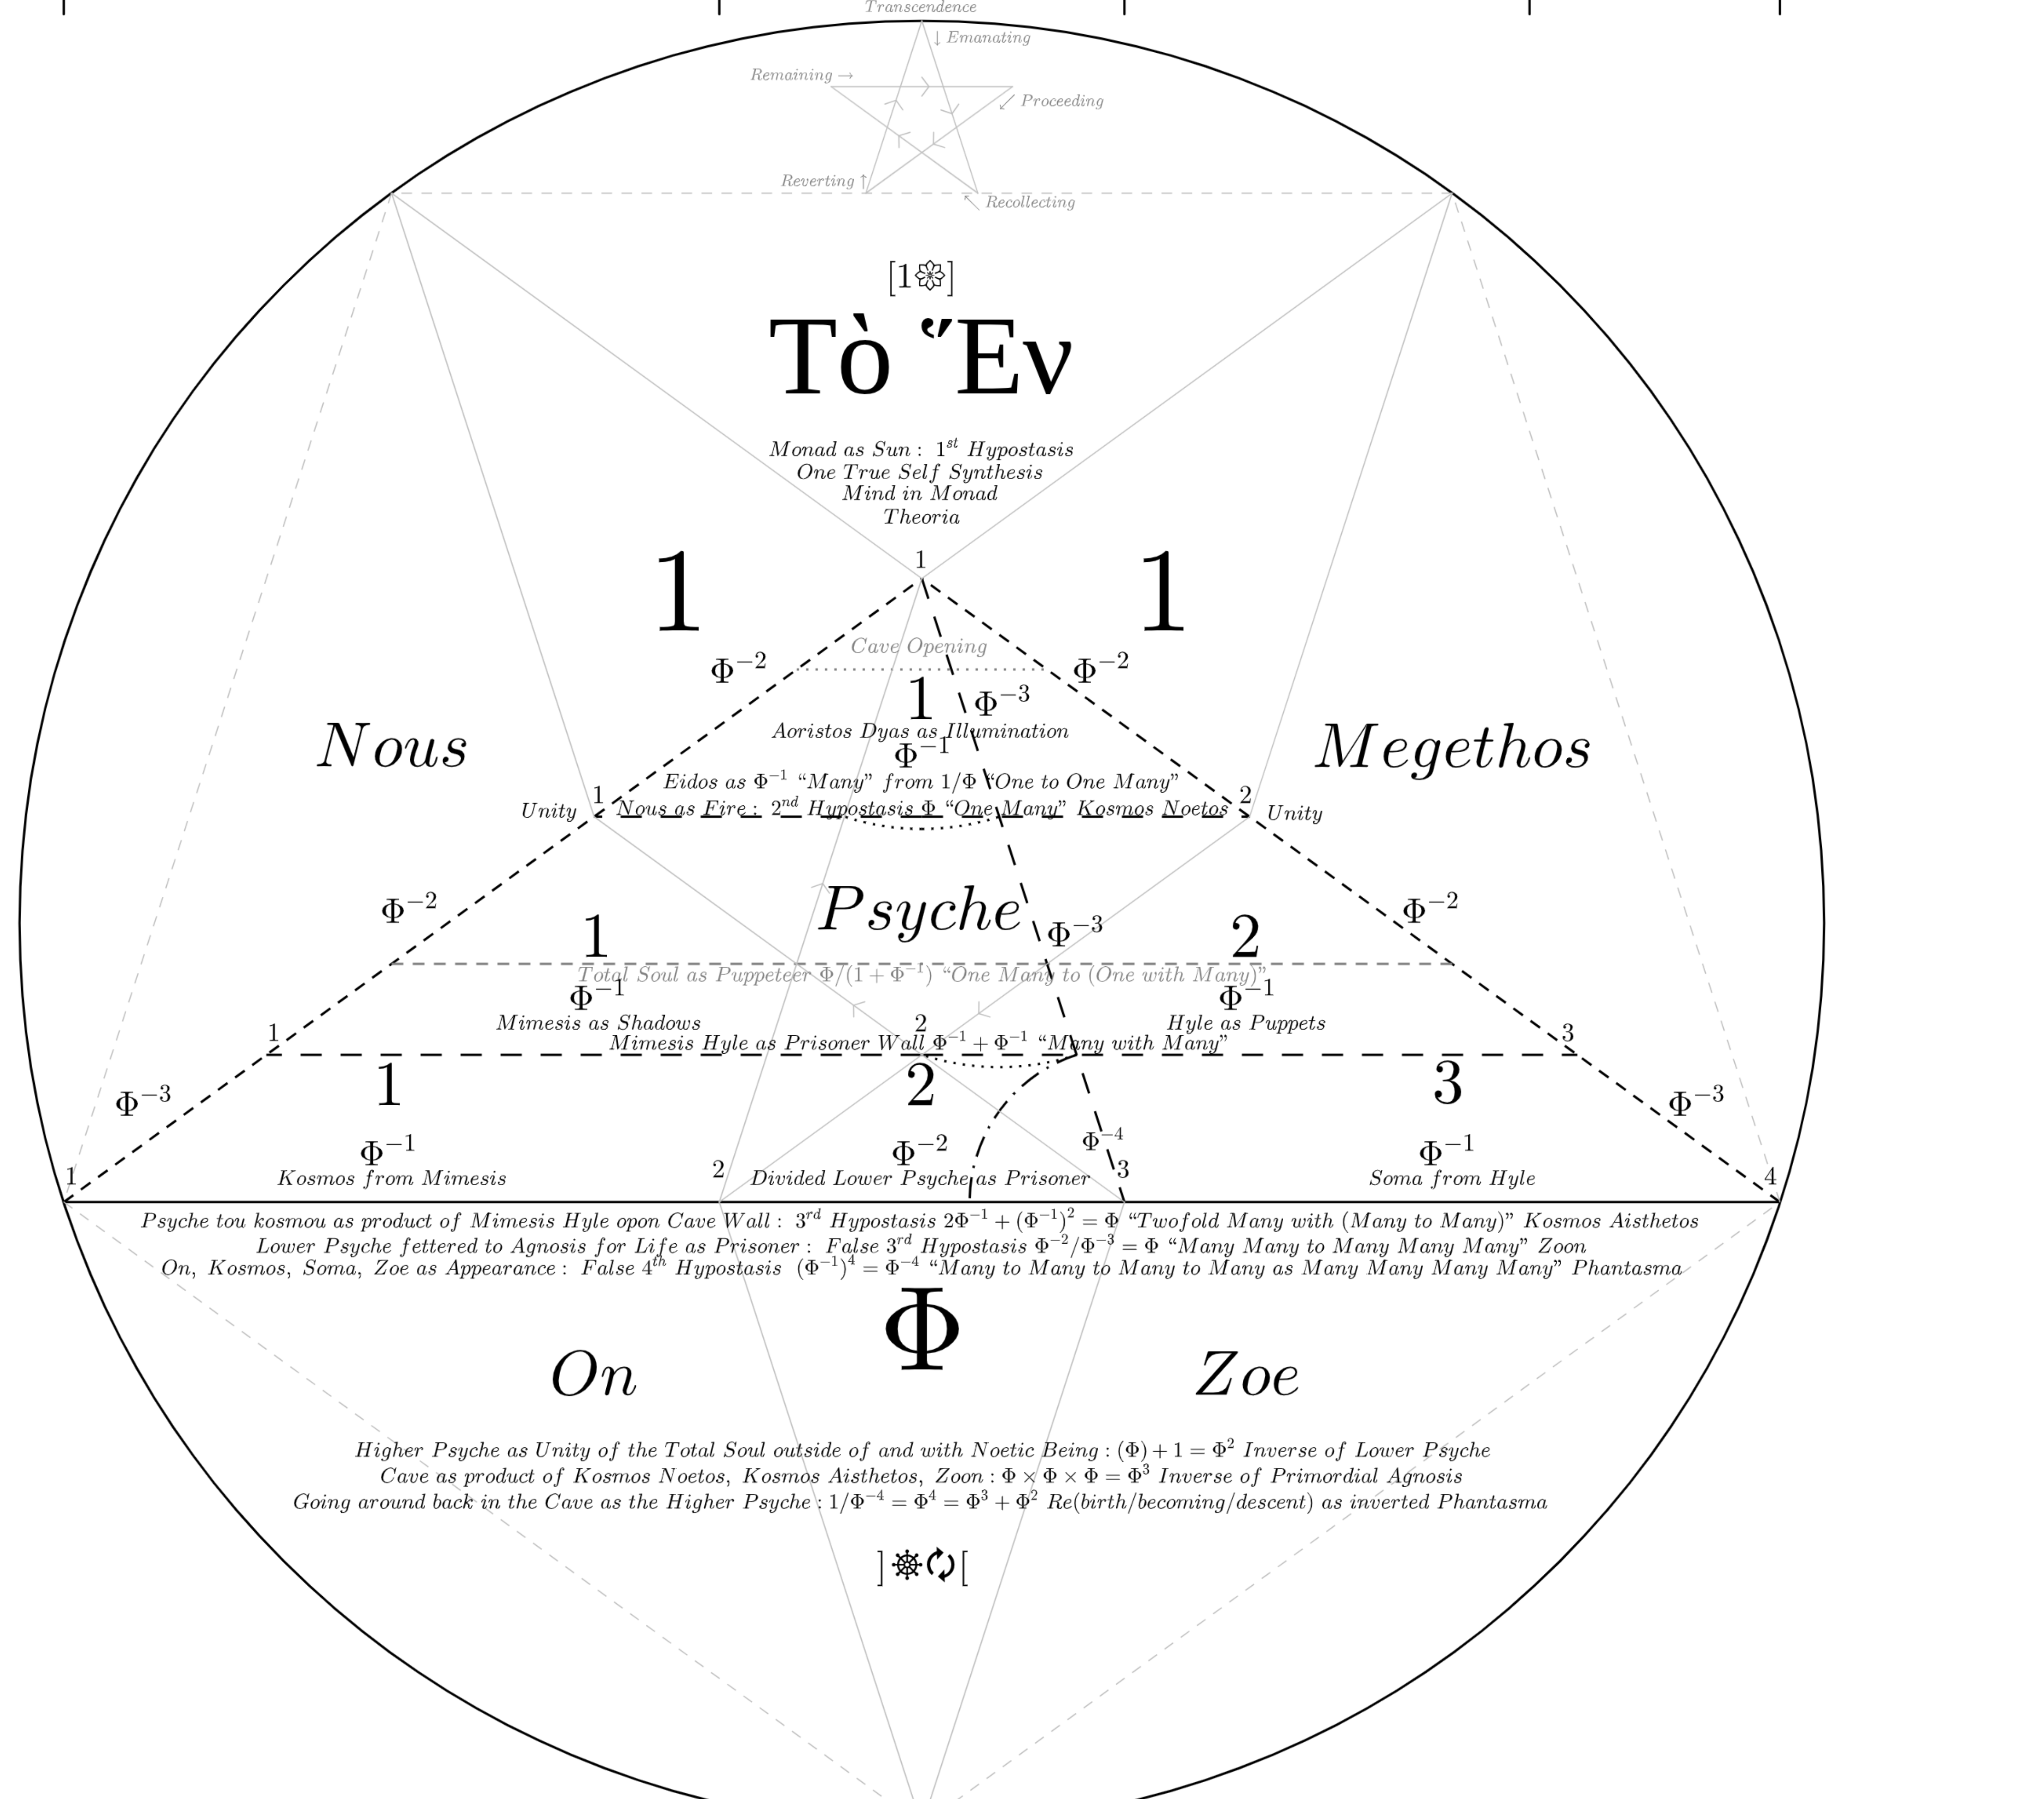 Transcendence
↓ Emanating
Remaining →
↙ Proceeding
Reverting ↑
↖ Recollecting
[1❁]
Τὸ Ἓν
Monad as Sun : 1ˢᵗ Hypostasis
One True Self Synthesis
Mind in Monad
Theoria
1
1 1
Cave Opening
Φ⁻² Φ⁻²
1 Φ⁻³
Aoristos Dyas as Illumination
Nous Megethos
Φ⁻¹
Eidos as Φ⁻¹ “Many” from 1/Φ “One to One Many”
1 2
Unity Nous as Fire : 2ⁿᵈ Hypostasis Φ “One Many” Kosmos Noetos Unity
Φ⁻² Psyche Φ⁻²
1 Φ⁻³ 2
Total Soul as Puppeteer Φ/(1 + Φ⁻¹) “One Many to (One with Many)”
Φ⁻¹ Φ⁻¹
Mimesis as Shadows Hyle as Puppets
1 2 3
Mimesis Hyle as Prisoner Wall Φ⁻¹ + Φ⁻¹ “Many with Many”
1 2 3
Φ⁻³ Φ⁻³
Φ⁻¹ Φ⁻² Φ⁻⁴ Φ⁻¹
1 2 3 4
Kosmos from Mimesis Divided Lower Psyche as Prisoner Soma from Hyle
Psyche tou kosmou as product of Mimesis Hyle opon Cave Wall : 3ʳᵈ Hypostasis 2Φ⁻¹ + (Φ⁻¹)² = Φ “Twofold Many with (Many to Many)” Kosmos Aisthetos
Lower Psyche fettered to Agnosis for Life as Prisoner : False 3ʳᵈ Hypostasis Φ⁻²/Φ⁻³ = Φ “Many Many to Many Many Many” Zoon
On, Kosmos, Soma, Zoe as Appearance : False 4ᵗʰ Hypostasis (Φ⁻¹)⁴ = Φ⁻⁴ “Many to Many to Many to Many as Many Many Many Many” Phantasma
Φ
On Zoe
Higher Psyche as Unity of the Total Soul outside of and with Noetic Being : (Φ) + 1 = Φ² Inverse of Lower Psyche
Cave as product of Kosmos Noetos, Kosmos Aisthetos, Zoon : Φ × Φ × Φ = Φ³ Inverse of Primordial Agnosis
Going around back in the Cave as the Higher Psyche : 1/Φ⁻⁴ = Φ⁴ = Φ³ + Φ² Re(birth/becoming/descent) as inverted Phantasma
]☸🗘[